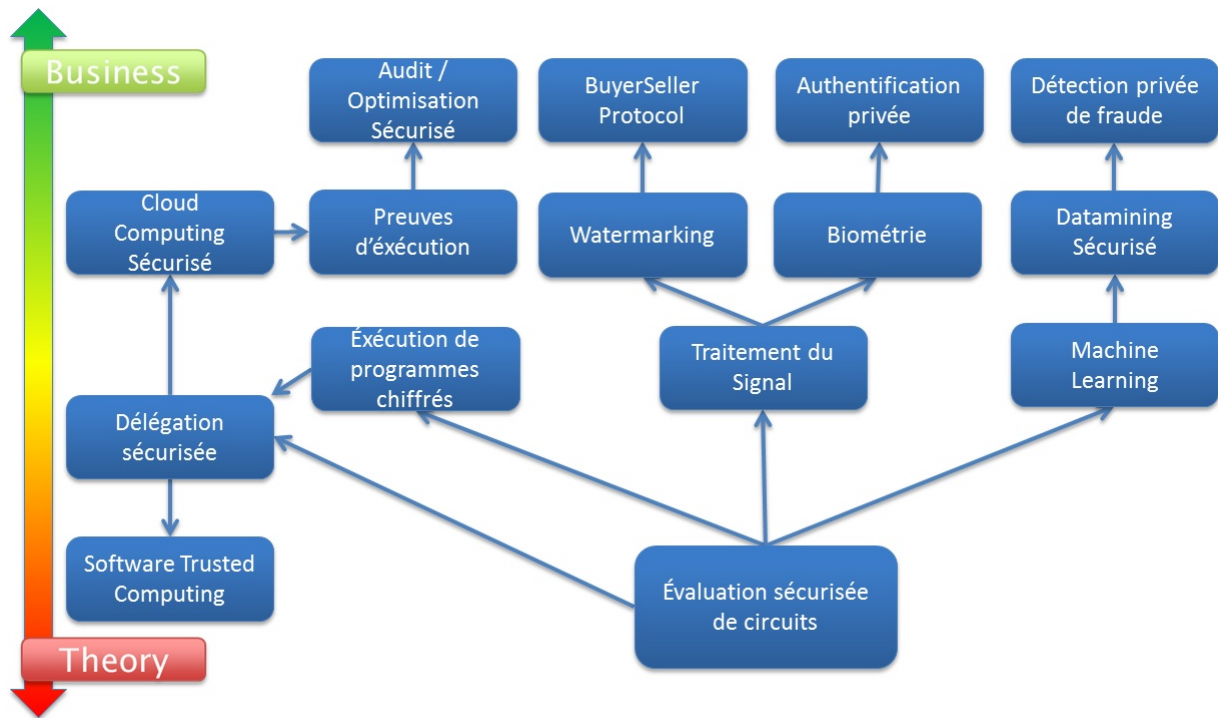 Business
Audit /
Optimisation
Sécurisé
BuyerSeller
Protocol
Authentification
privée
Détection privée
de fraude
Cloud
Computing
Sécurisé
Preuves
d'éxécution
Watermarking
Biométrie
Datamining
Sécurisé
Éxécution de
programmes
chiffrés
Traitement du
Signal
Machine
Learning
Délégation
sécurisée
Software Trusted
Computing
Évaluation sécurisée
de circuits
Theory